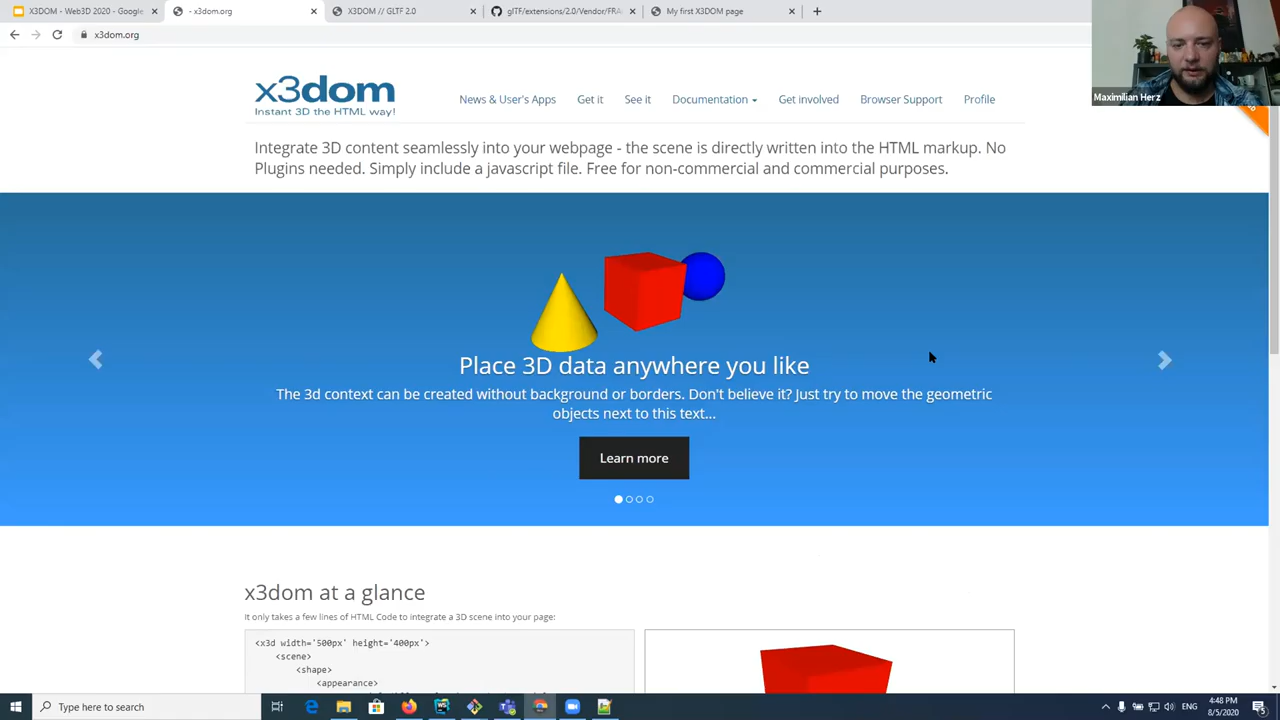 X3DOM - Web3D 2020 - Google
- x3dom.org
X3DOM // GLTF 2.0
glTF/extensions/2.0/Vendor/FRA
My first X3DOM page
x3dom.org
Maximilian Herz
x3dom
Instant 3D the HTML way!
News & User's Apps
Get it
See it
Documentation
Get involved
Browser Support
Profile
Integrate 3D content seamlessly into your webpage - the scene is directly written into the HTML markup. No
Plugins needed. Simply include a javascript file. Free for non-commercial and commercial purposes.
Place 3D data anywhere you like
The 3d context can be created without background or borders. Don't believe it? Just try to move the geometric
objects next to this text...
Learn more
x3dom at a glance
It only takes a few lines of HTML Code to integrate a 3D scene into your page:
<x3d width='500px' height='400px'>
<scene>
<shape>
<appearance>
Type here to search
ENG
4:48 PM
8/5/2020
5